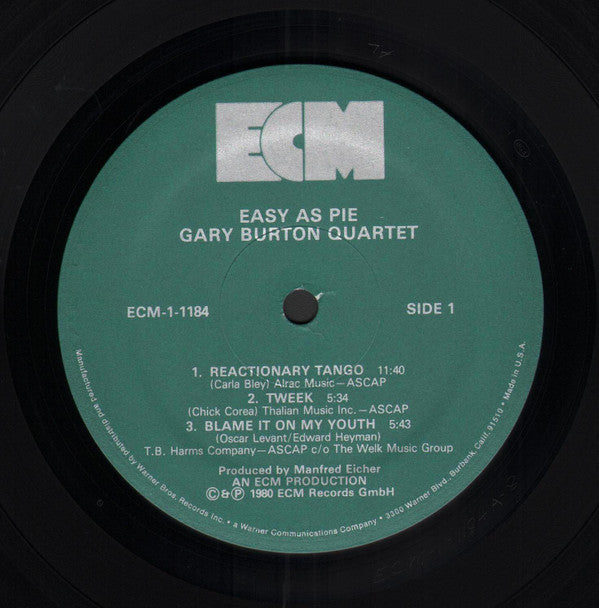 ECM
EASY AS PIE
GARY BURTON QUARTET
ECM-1-1184
SIDE 1
1. REACTIONARY TANGO 11:40
(Carla Bley) Alrac Music—ASCAP
2. TWEEK 5:34
(Chick Corea) Thalian Music Inc.—ASCAP
3. BLAME IT ON MY YOUTH 5:43
(Oscar Levant/Edward Heyman)
T.B. Harms Company—ASCAP c/o The Welk Music Group
Produced by Manfred Eicher
AN ECM PRODUCTION
©&℗ 1980 ECM Records GmbH
Manufactured and distributed by Warner Bros. Records Inc. • a Warner Communications Company • 3300 Warner Blvd., Burbank, Calif. 91510 • Made in U.S.A.